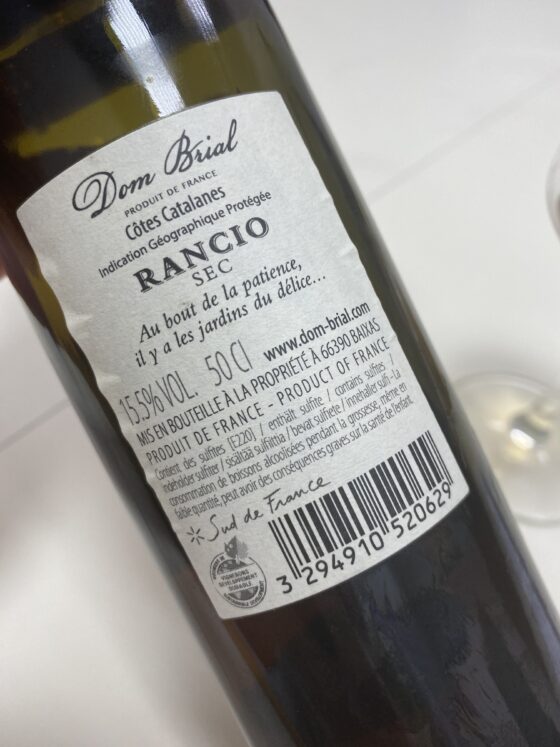 Dom Brial
PRODUIT DE FRANCE
Côtes Catalanes
Indication Géographique Protégée
RANCIO
SEC
Au bout de la patience,
il y a les jardins du délice...
15.5% VOL. 50 Cl www.dom-brial.com
MIS EN BOUTEILLE À LA PROPRIÉTÉ À 66390 BAIXAS
PRODUIT DE FRANCE - PRODUCT OF FRANCE
Contient des sulfites (E220) / enthält sulfite / contains sulfites /
indeholder sulfiter / sisältää sulfiittia / bevat sulfiete / innehåller sulfi - La
consommation de boissons alcoolisées pendant la grossesse, même en
faible quantité, peut avoir des conséquences graves sur la santé de l'enfant.
Sud de France
VIGNERONS
DÉVELOPPEMENT
DURABLE
3 294910 520629